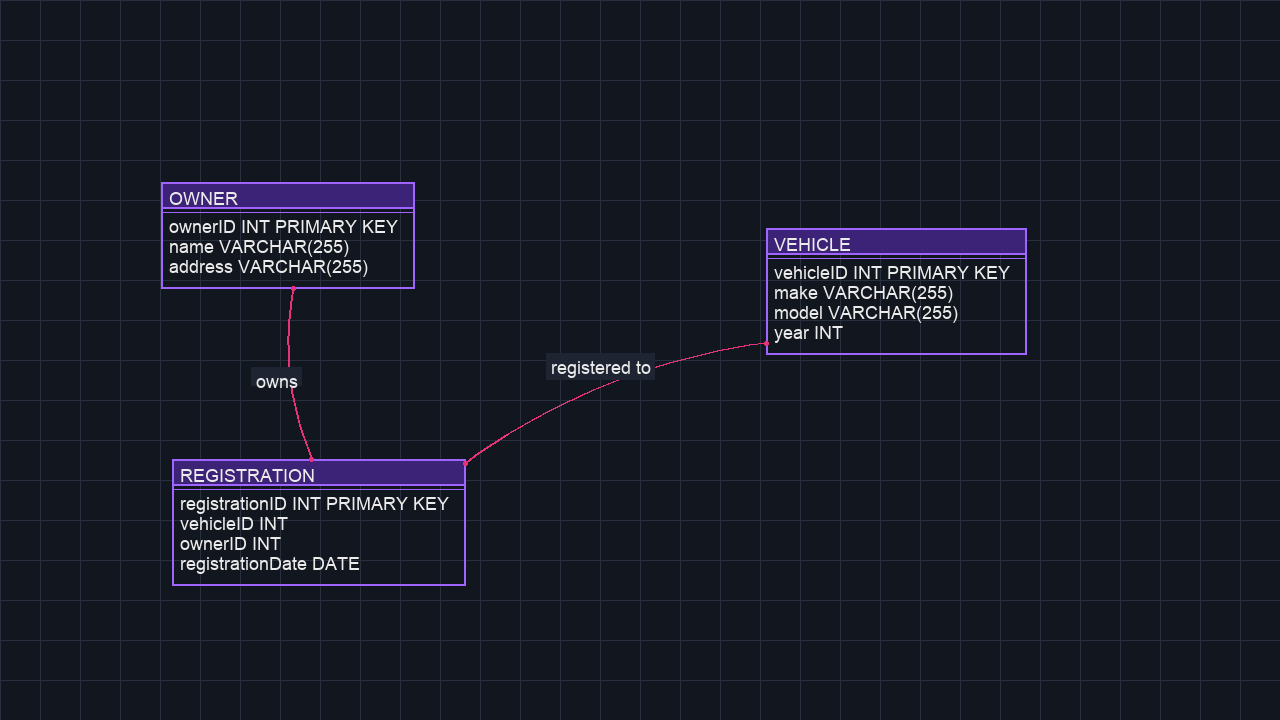 OWNER
ownerID INT PRIMARY KEY
name VARCHAR(255)
address VARCHAR(255)
VEHICLE
vehicleID INT PRIMARY KEY
make VARCHAR(255)
model VARCHAR(255)
year INT
registered to
owns
REGISTRATION
registrationID INT PRIMARY KEY
vehicleID INT
ownerID INT
registrationDate DATE